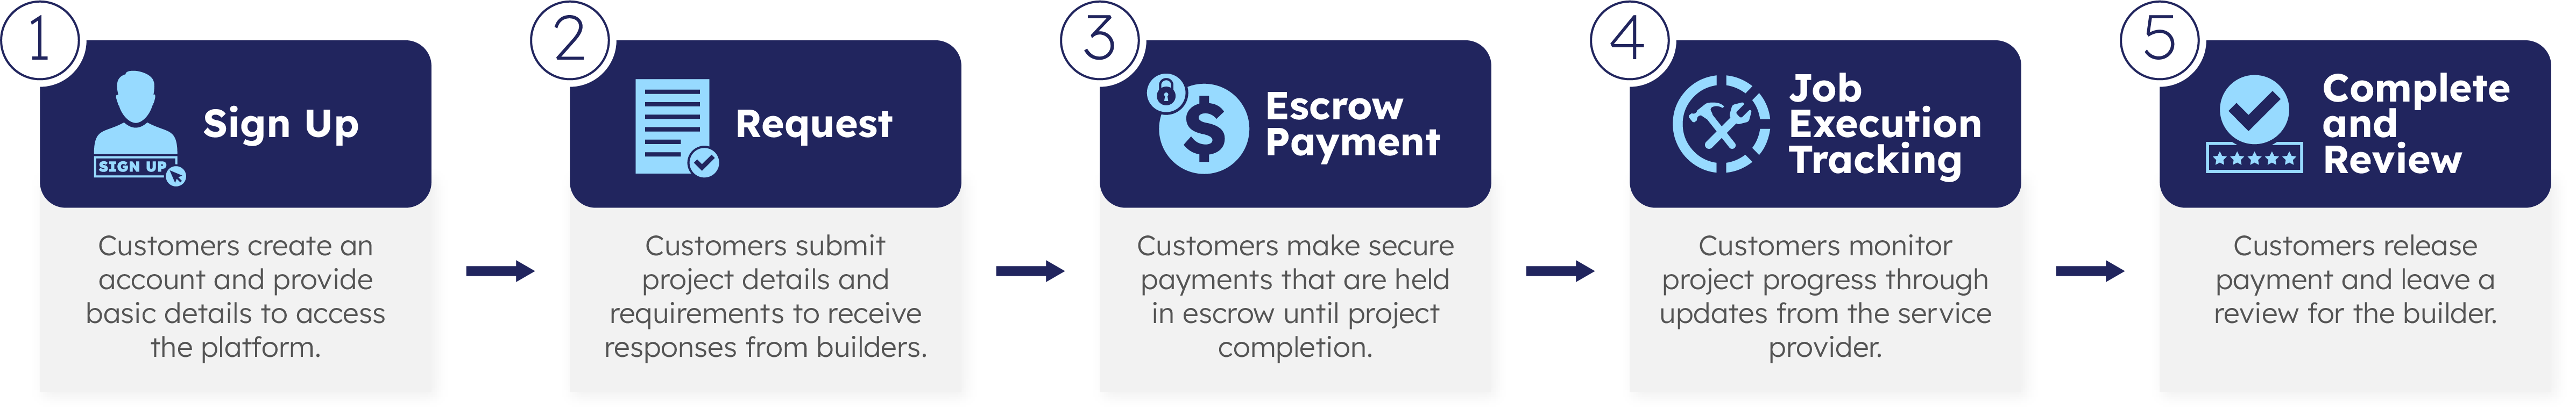 1
SIGN UP
Sign Up
Customers create an
account and provide
basic details to access
the platform.
2
Request
Customers submit
project details and
requirements to receive
responses from builders.
3
$
Escrow
Payment
Customers make secure
payments that are held
in escrow until project
completion.
4
Job
Execution
Tracking
Customers monitor
project progress through
updates from the service
provider.
5
Complete
and
Review
Customers release
payment and leave a
review for the builder.